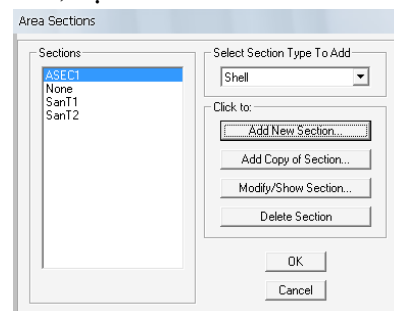 Area Sections
Sections
ASEC1
None
SanT1
SanT2
Select Section Type To Add
Shell
Click to:
Add New Section...
Add Copy of Section...
Modify/Show Section...
Delete Section
OK
Cancel